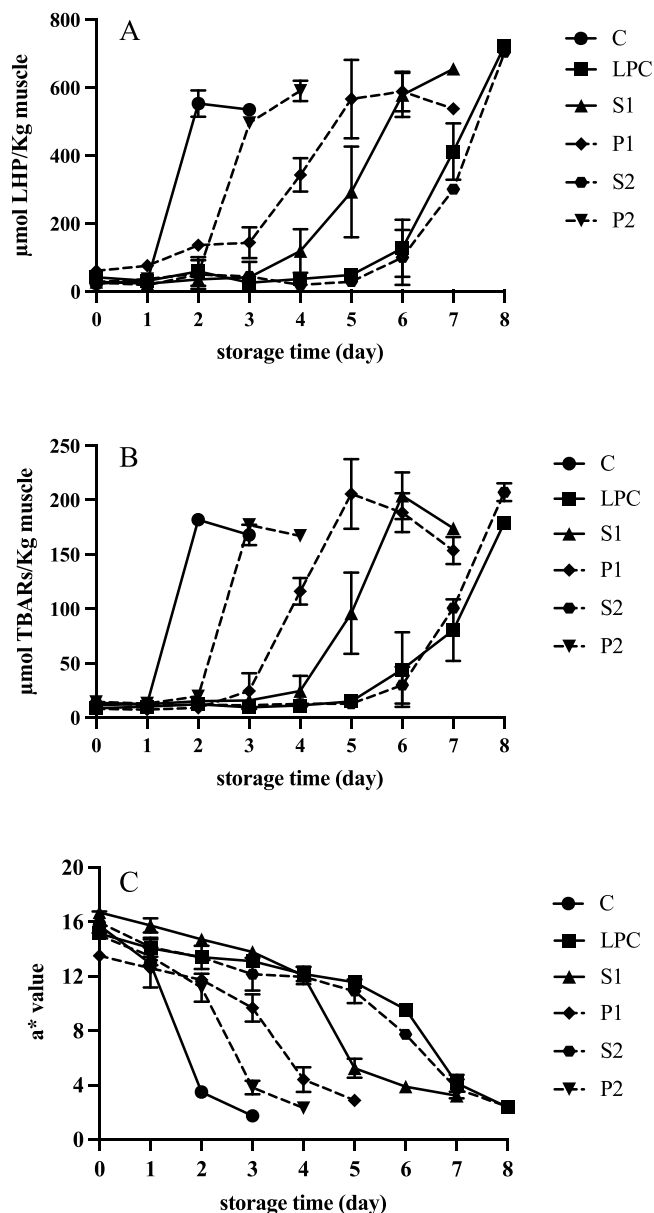 A
800
600
400
200
0
µmol LHP/Kg muscle
0 1 2 3 4 5 6 7 8
storage time (day)
C
LPC
S1
P1
S2
P2
B
250
200
150
100
50
0
µmol TBARs/Kg muscle
0 1 2 3 4 5 6 7 8
storage time (day)
C
LPC
S1
P1
S2
P2
C
20
16
12
8
4
0
a* value
0 1 2 3 4 5 6 7 8
storage time (day)
C
LPC
S1
P1
S2
P2